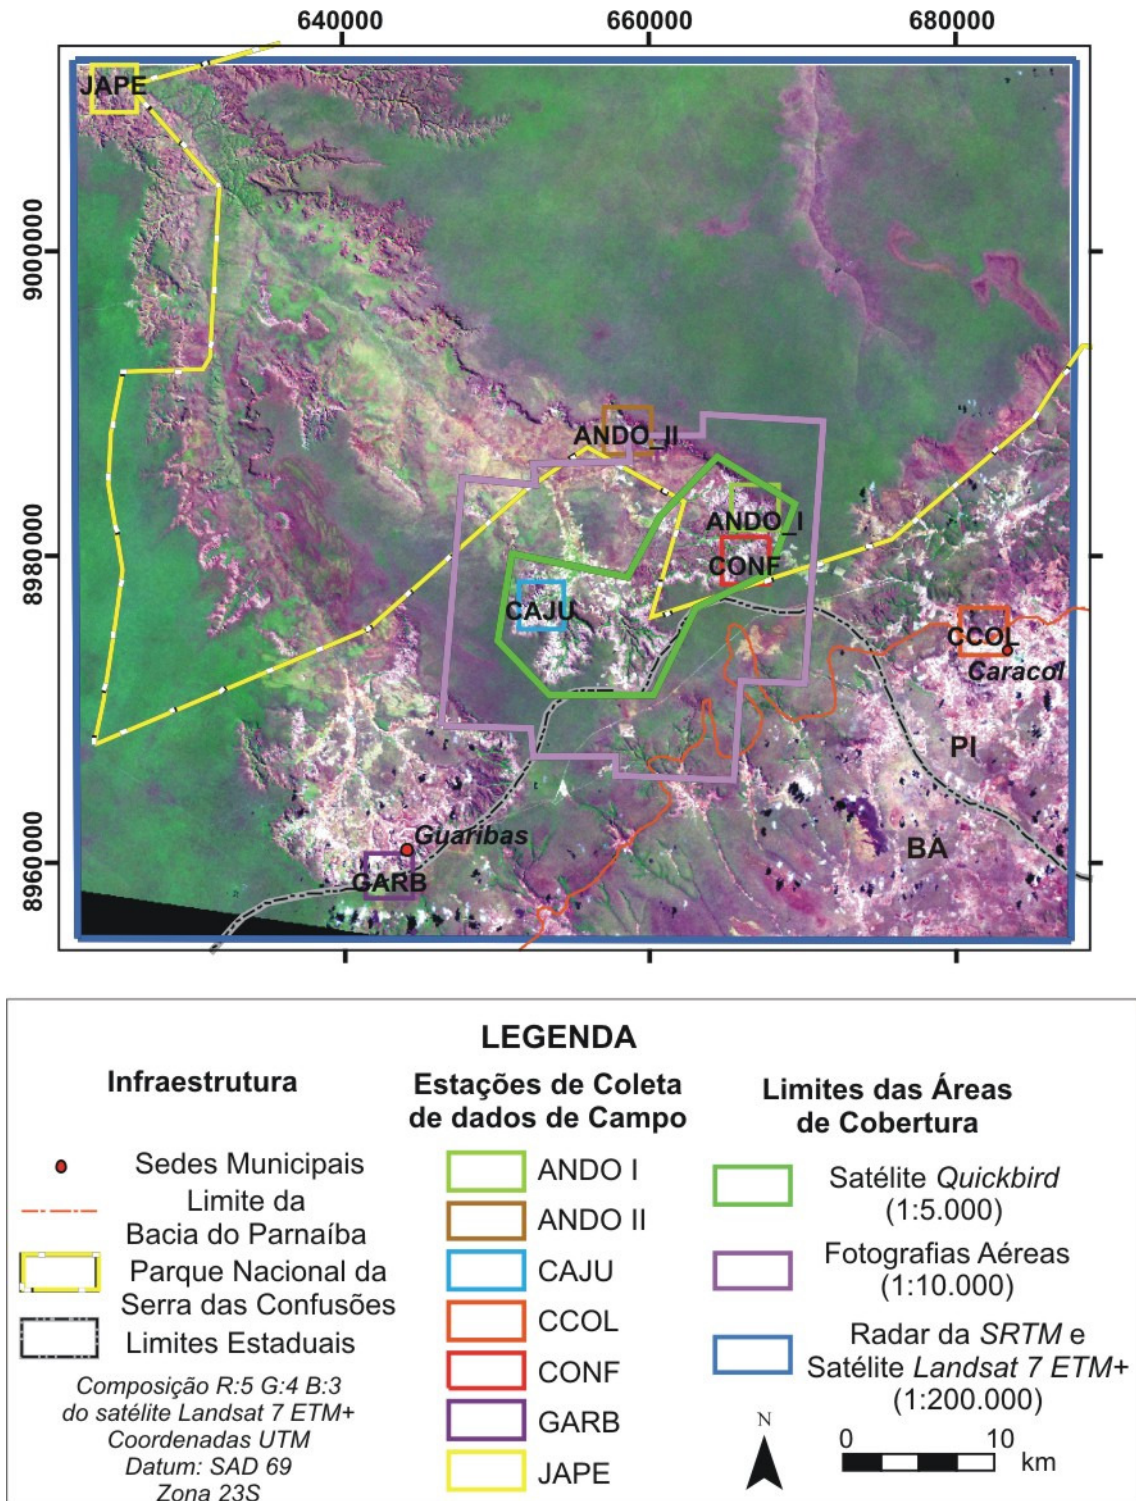 640000 660000 680000
JAPE
9000000
ANDO_II
ANDO_I
8980000
CONF
CAJU
CCOL
Caracol
PI
Guaribas
BA
8960000
GARB
LEGENDA
Infraestrutura
Sedes Municipais
Limite da
Bacia do Parnaíba
Parque Nacional da
Serra das Confusões
Limites Estaduais
Composição R:5 G:4 B:3
do satélite Landsat 7 ETM+
Coordenadas UTM
Datum: SAD 69
Zona 23S
Estações de Coleta
de dados de Campo
ANDO I
ANDO II
CAJU
CCOL
CONF
GARB
JAPE
Limites das Áreas
de Cobertura
Satélite Quickbird
(1:5.000)
Fotografias Aéreas
(1:10.000)
Radar da SRTM e
Satélite Landsat 7 ETM+
(1:200.000)
N
0 10
km